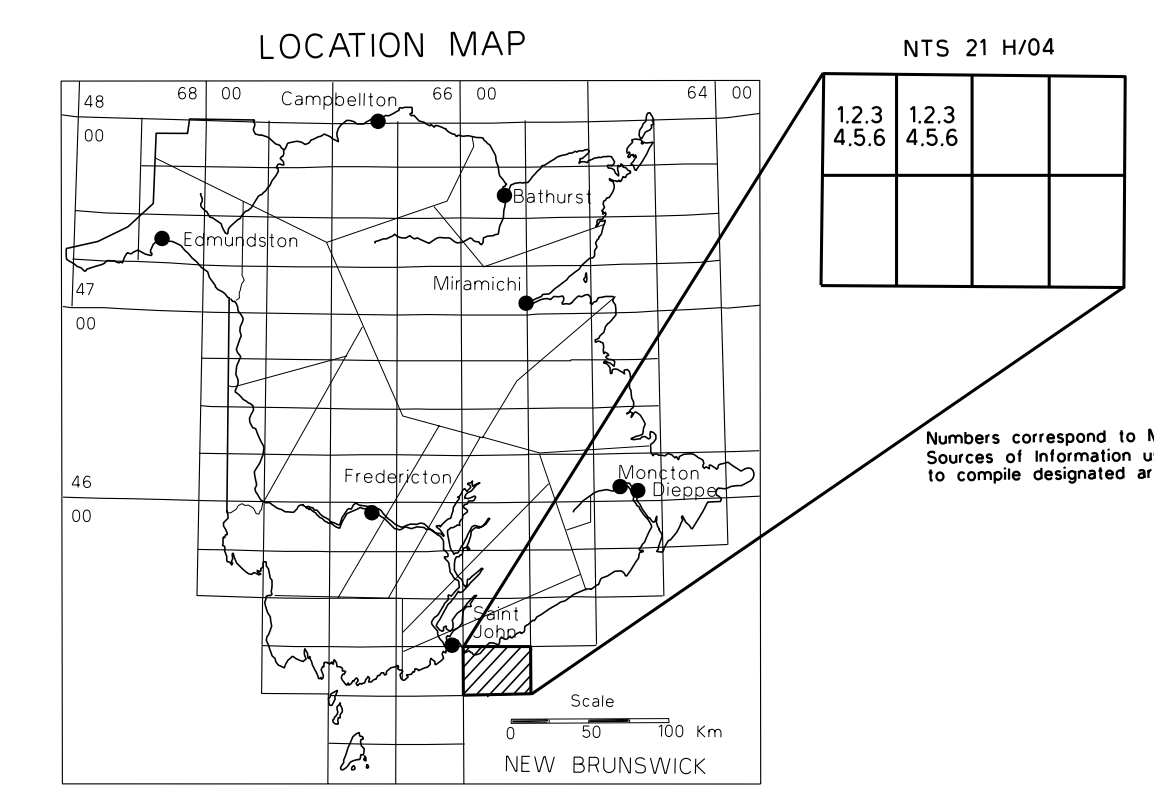 LOCATION MAP
NTS 21 H/04
48 68 00 66 00 64 00
Campbellton
00
1.2.3 1.2.3
4.5.6 4.5.6
Bathurst
Edmundston
Miramichi
47
00
Numbers correspond to
Sources of Information
to compile designated
Fredericton
Moncton
Dieppe
46
00
Saint
John
Scale
0 50 100 Km
NEW BRUNSWICK